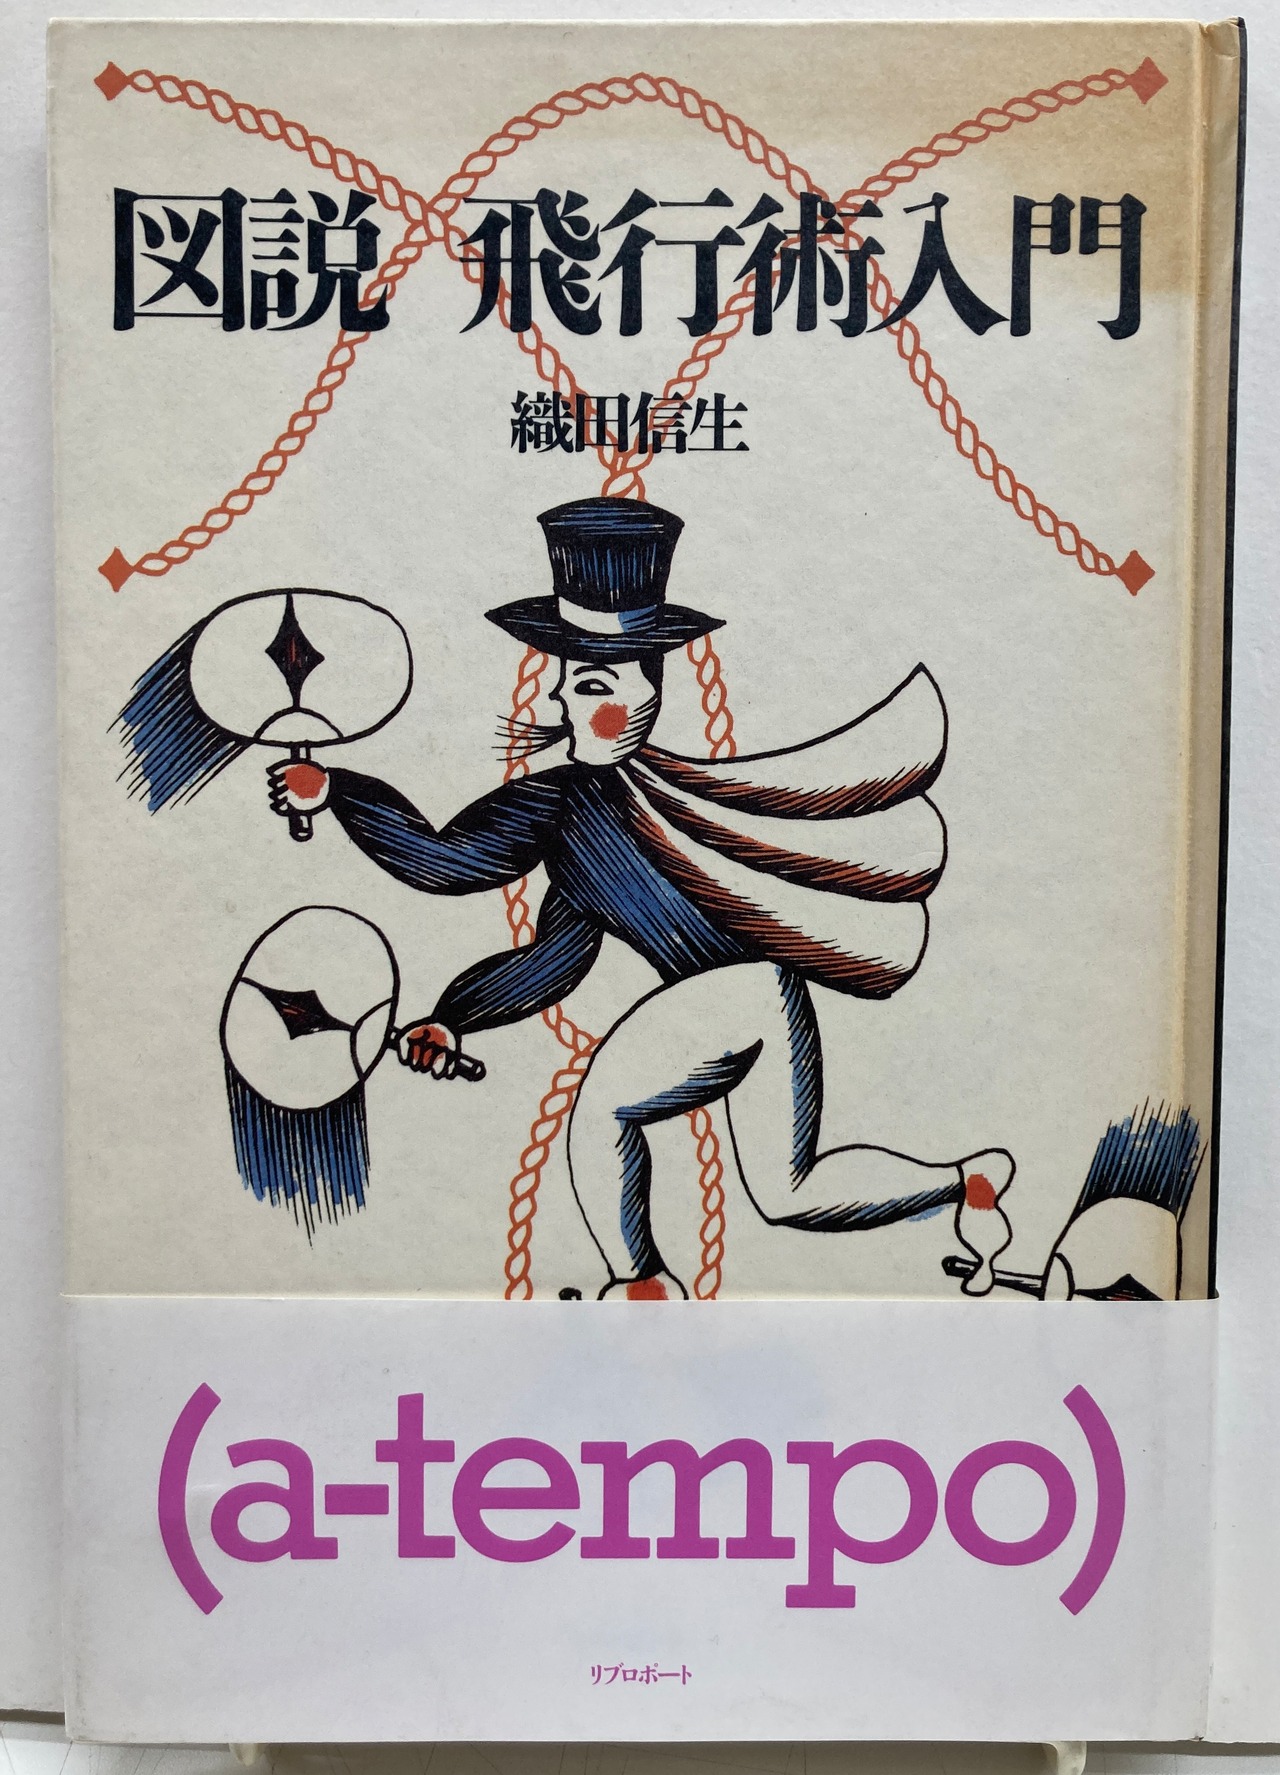 図説 飛行術入門
織田信生
(a-tempo)
リブロポート